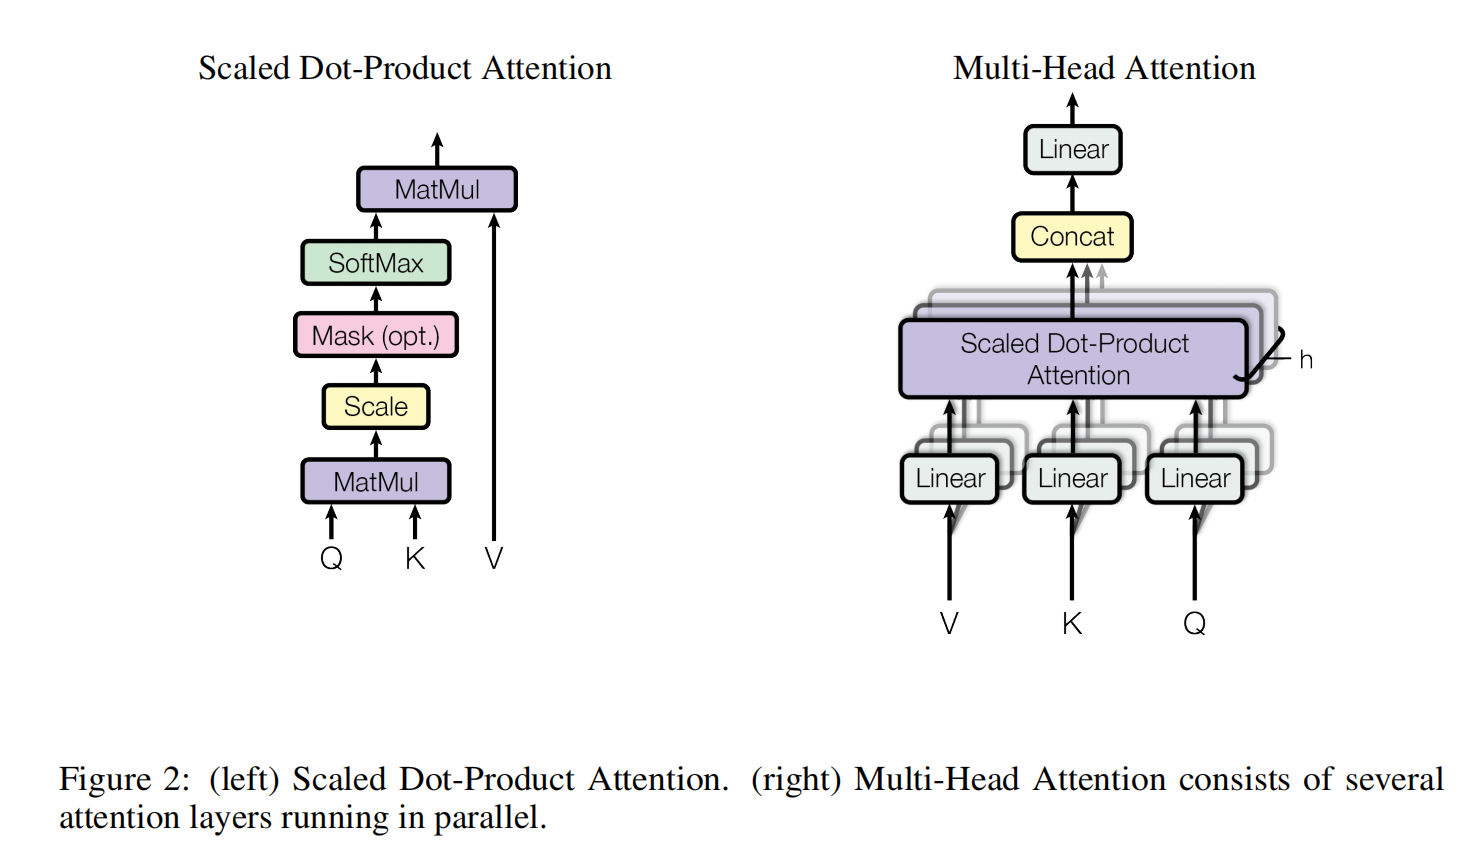 Scaled Dot-Product Attention
MatMul
SoftMax
Mask (opt.)
Scale
MatMul
Q K V
Multi-Head Attention
Linear
Concat
Scaled Dot-Product
Attention
h
Linear Linear Linear
V K Q
Figure 2: (left) Scaled Dot-Product Attention. (right) Multi-Head Attention consists of several
attention layers running in parallel.